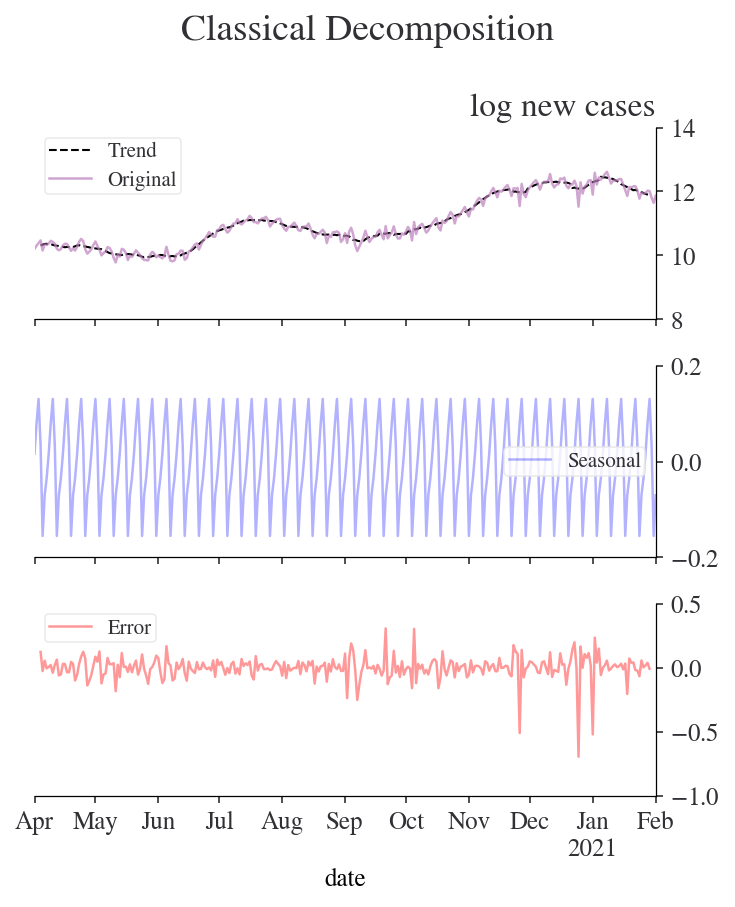 Classical Decomposition
log new cases
Trend
Original
14
12
10
8
Seasonal
0.2
0.0
−0.2
Error
0.5
0.0
−0.5
−1.0
Apr May Jun Jul Aug Sep Oct Nov Dec Jan Feb
2021
date